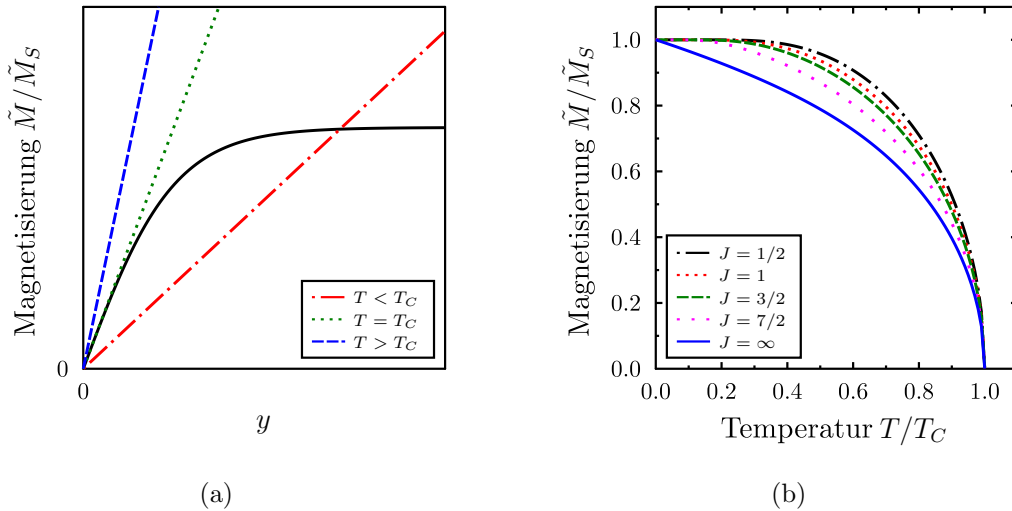 Magnetisierung M̃/M̃_S
0
0
y
T < T_C
T = T_C
T > T_C
(a)
Magnetisierung M̃/M̃_S
1.0
0.8
0.6
0.4
0.2
0.0
0.0 0.2 0.4 0.6 0.8 1.0
Temperatur T/T_C
J = 1/2
J = 1
J = 3/2
J = 7/2
J = ∞
(b)